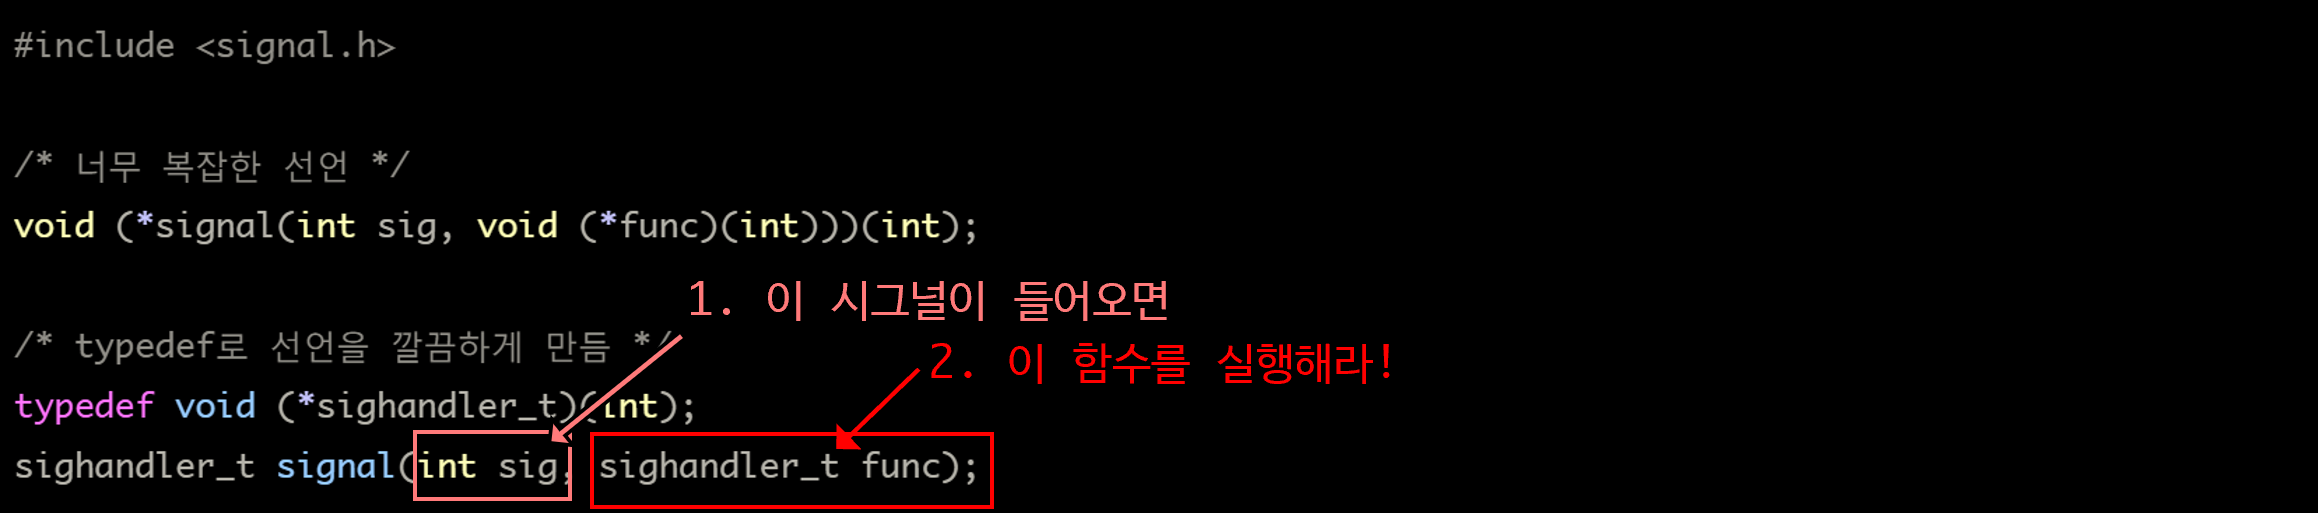 #include <signal.h>
/* 너무 복잡한 선언 */
void (*signal(int sig, void (*func)(int)))(int);
1. 이 시그널이 들어오면
/* typedef로 선언을 깔끔하게 만듬 */
2. 이 함수를 실행해라!
typedef void (*sighandler_t)(int);
sighandler_t signal(int sig, sighandler_t func);